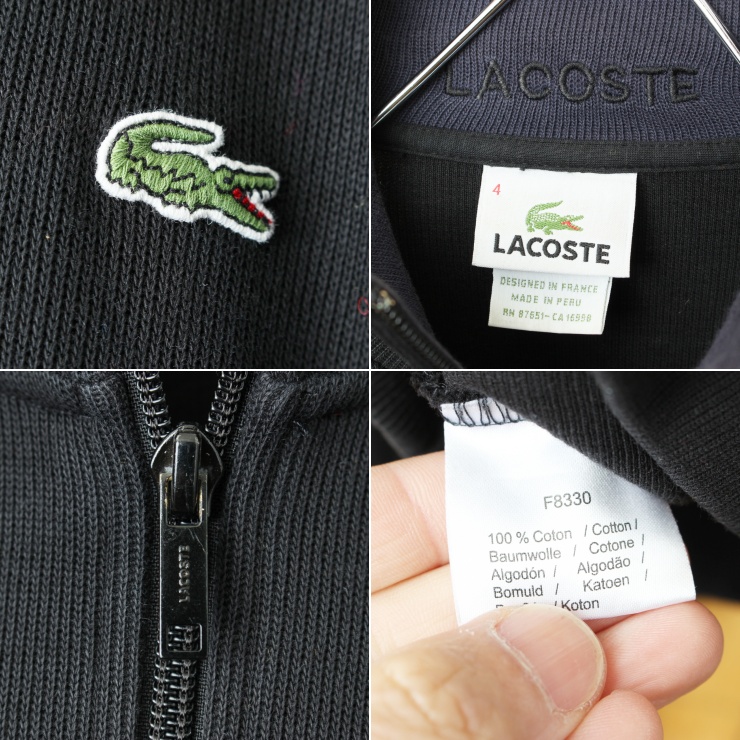 LACOSTE
4
LACOSTE
DESIGNED IN FRANCE
MADE IN PERU
RN 87651-CA 16998
LACOSTE
F8330
100 % Coton / Cotton /
Baumwolle / Cotone /
Algodón / Algodão /
Bomuld / Katoen /
/ Koton